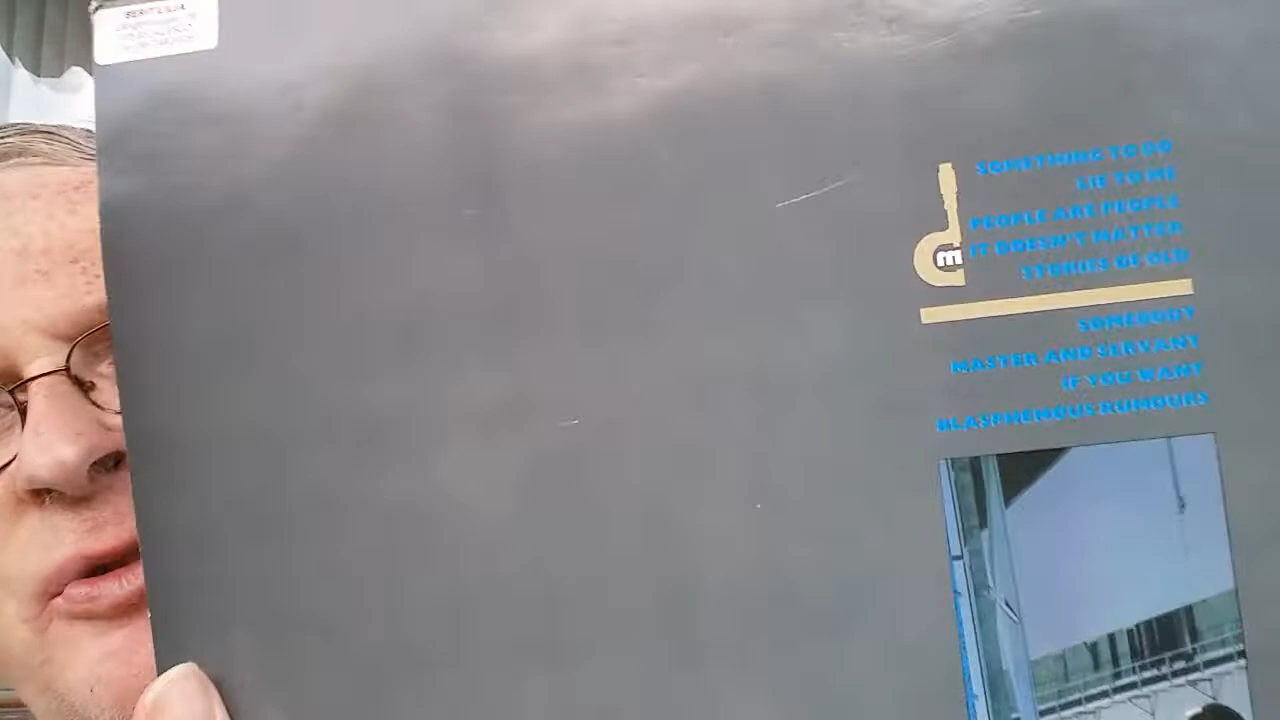 SOMETHING TO DO
LIE TO ME
PEOPLE ARE PEOPLE
IT DOESN'T MATTER
STORIES OF OLD
dm
SOMEBODY
MASTER AND SERVANT
IF YOU WANT
BLASPHEMOUS RUMOURS